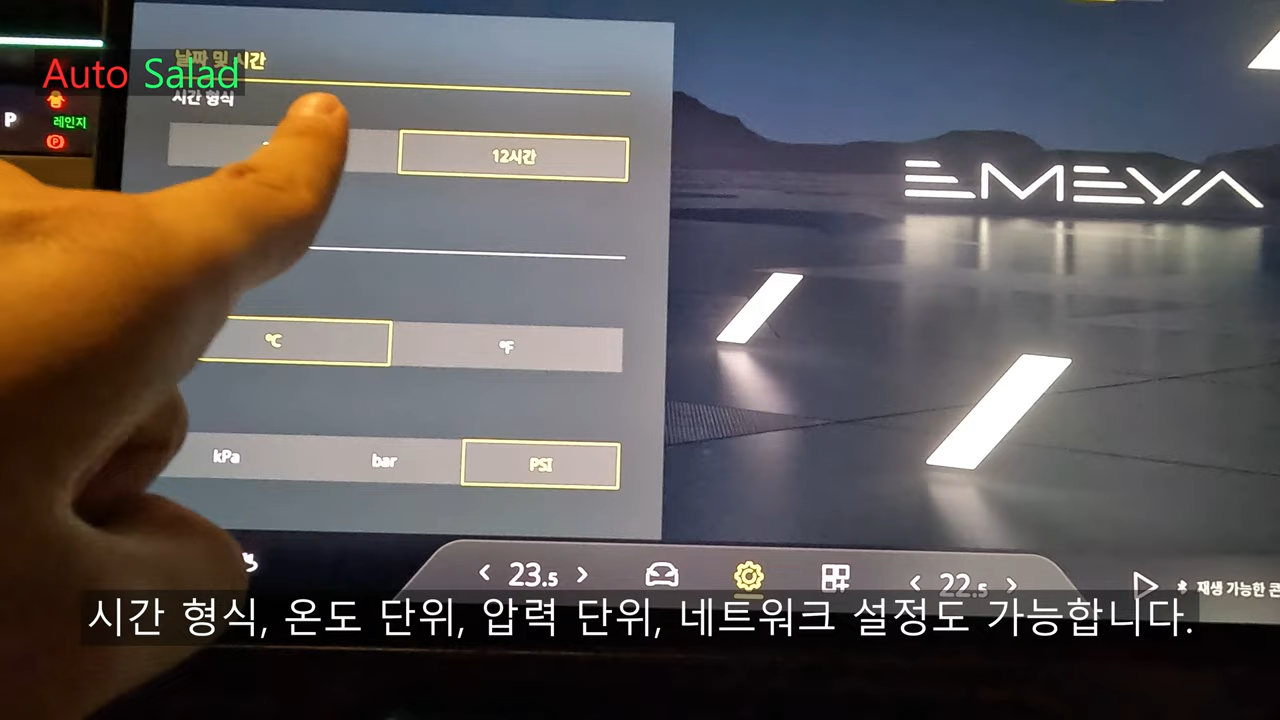 날짜 및 시간
Auto Salad
시간 형식
P
레인지
12시간
EMEYA
°C
°F
kPa
bar
PSI
23.5
22.5
재생 가능한 콘
시간 형식, 온도 단위, 압력 단위, 네트워크 설정도 가능합니다.